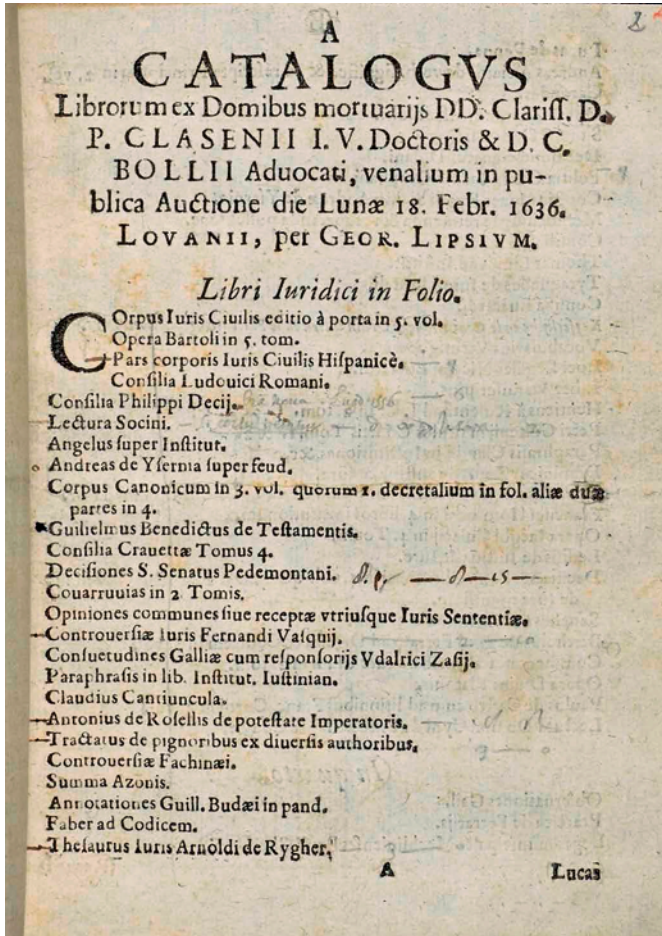 2
A
CATALOGVS
Librorum ex Domibus mortuarijs DD. Clariſſ. D.
P. CLASENII I. V. Doctoris & D. C.
BOLLII Aduocati, venalium in pu-
blica Auctione die Lunæ 18. Febr. 1636.
LOVANII, per GEOR. LIPSIVM.
Libri Iuridici in Folio.
COrpus Iuris Ciuilis editio à porta in 5. vol.
Opera Bartoli in 5. tom.
Pars corporis Iuris Ciuilis Hiſpanicè.
Conſilia Ludouici Romani.
Conſilia Philippi Decij.
Lectura Socini.
Angelus ſuper Inſtitut.
Andreas de Yſernia ſuper feud.
Corpus Canonicum in 3. vol. quorum 1. decretalium in fol. aliæ duæ
partes in 4.
Guilielmus Benedictus de Teſtamentis.
Conſilia Crauettæ Tomus 4.
Deciſiones S. Senatus Pedemontani.
Couarruuias in 2 Tomis.
Opiniones communes ſiue receptæ vtriuſque Iuris Sententiæ.
Controuerſiæ Iuris Fernandi Vaſquij.
Conſuetudines Galliæ cum reſponſorijs Vdalrici Zaſij.
Paraphraſis in lib. Inſtitut. Iuſtinian.
Claudius Cantiuncula.
Antonius de Roſellis de poteſtate Imperatoris.
Tractatus de pignoribus ex diuerſis authoribus.
Controuerſiæ Fachinæi.
Summa Azonis.
Annotationes Guill. Budæi in pand.
Faber ad Codicem.
Theſaurus Iuris Arnoldi de Rygher.
A Lucas